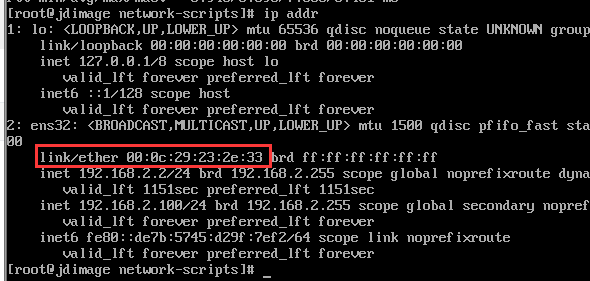 [root@jdimage network-scripts]# ip addr
1: lo: <LOOPBACK,UP,LOWER_UP> mtu 65536 qdisc noqueue state UNKNOWN group
link/loopback 00:00:00:00:00:00 brd 00:00:00:00:00:00
inet 127.0.0.1/8 scope host lo
valid_lft forever preferred_lft forever
inet6 ::1/128 scope host
valid_lft forever preferred_lft forever
2: ens32: <BROADCAST,MULTICAST,UP,LOWER_UP> mtu 1500 qdisc pfifo_fast sta
00
link/ether 00:0c:29:23:2e:33 brd ff:ff:ff:ff:ff:ff
inet 192.168.2.2/24 brd 192.168.2.255 scope global noprefixroute dyna
valid_lft 1151sec preferred_lft 1151sec
inet 192.168.2.100/24 brd 192.168.2.255 scope global secondary nopref
valid_lft forever preferred_lft forever
inet6 fe80::de7b:5745:d29f:7ef2/64 scope link noprefixroute
valid_lft forever preferred_lft forever
[root@jdimage network-scripts]# _